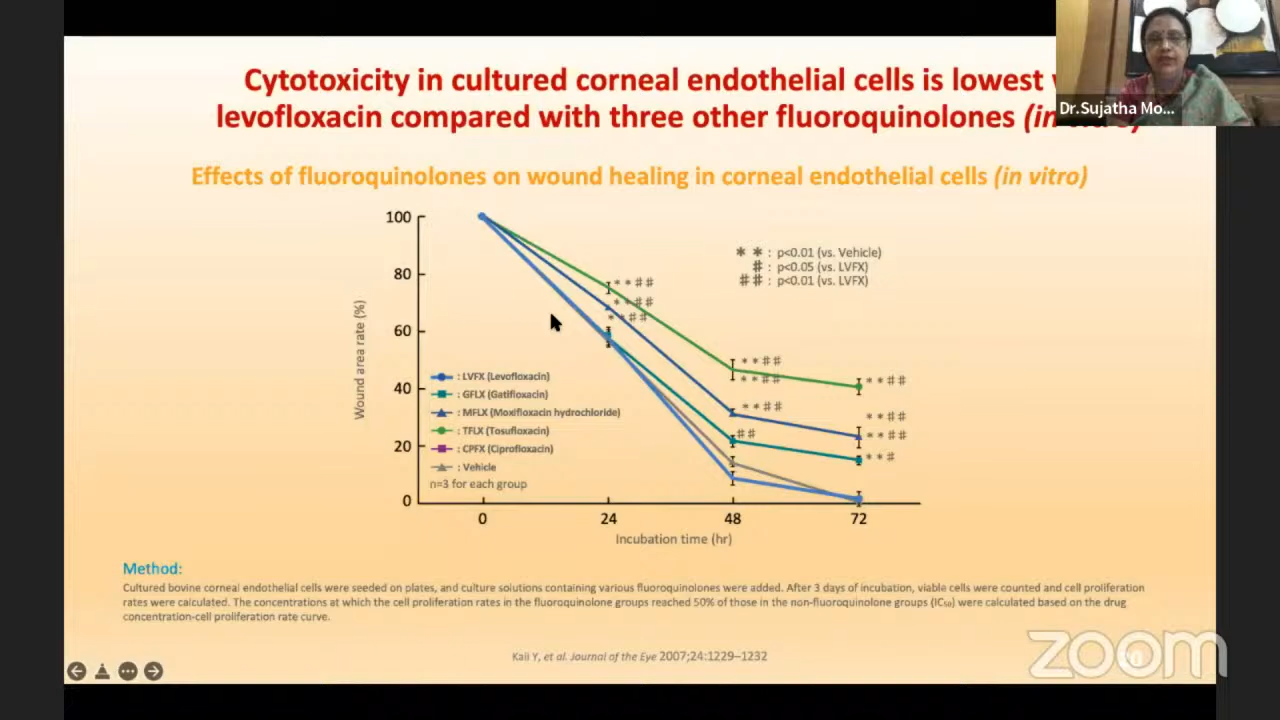 Cytotoxicity in cultured corneal endothelial cells is lowest
levofloxacin compared with three other fluoroquinolones
Dr.Sujatha Mo...
Effects of fluoroquinolones on wound healing in corneal endothelial cells (in vitro)
100
80
60
40
20
0
Wound area rate (%)
* * : p<0.01 (vs. Vehicle)
# : p<0.05 (vs. LVFX)
## : p<0.01 (vs. LVFX)
**##
**##
**##
**##
**##
**##
##
**##
**##
**##
**#
: LVFX (Levofloxacin)
: GFLX (Gatifloxacin)
: MFLX (Moxifloxacin hydrochloride)
: TFLX (Tosufloxacin)
: CPFX (Ciprofloxacin)
: Vehicle
n=3 for each group
0 24 48 72
Incubation time (hr)
Method:
Cultured bovine corneal endothelial cells were seeded on plates, and culture solutions containing various fluoroquinolones were added. After 3 days of incubation, viable cells were counted and cell proliferation
rates were calculated. The concentrations at which the cell proliferation rates in the fluoroquinolone groups reached 50% of those in the non-fluoroquinolone groups (IC₅₀) were calculated based on the drug
concentration-cell proliferation rate curve.
Kaii Y, et al. Journal of the Eye 2007;24:1229–1232
zoom